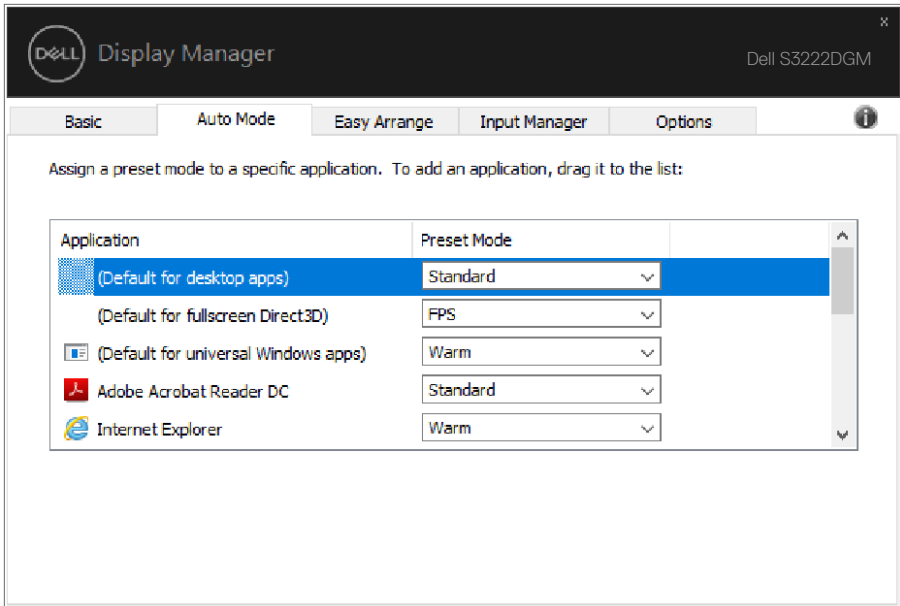 x
DELL
Display Manager
Dell S3222DGM
Basic
Auto Mode
Easy Arrange
Input Manager
Options
Assign a preset mode to a specific application.  To add an application, drag it to the list:
Application Preset Mode
(Default for desktop apps) Standard
(Default for fullscreen Direct3D) FPS
(Default for universal Windows apps) Warm
Adobe Acrobat Reader DC Standard
Internet Explorer Warm